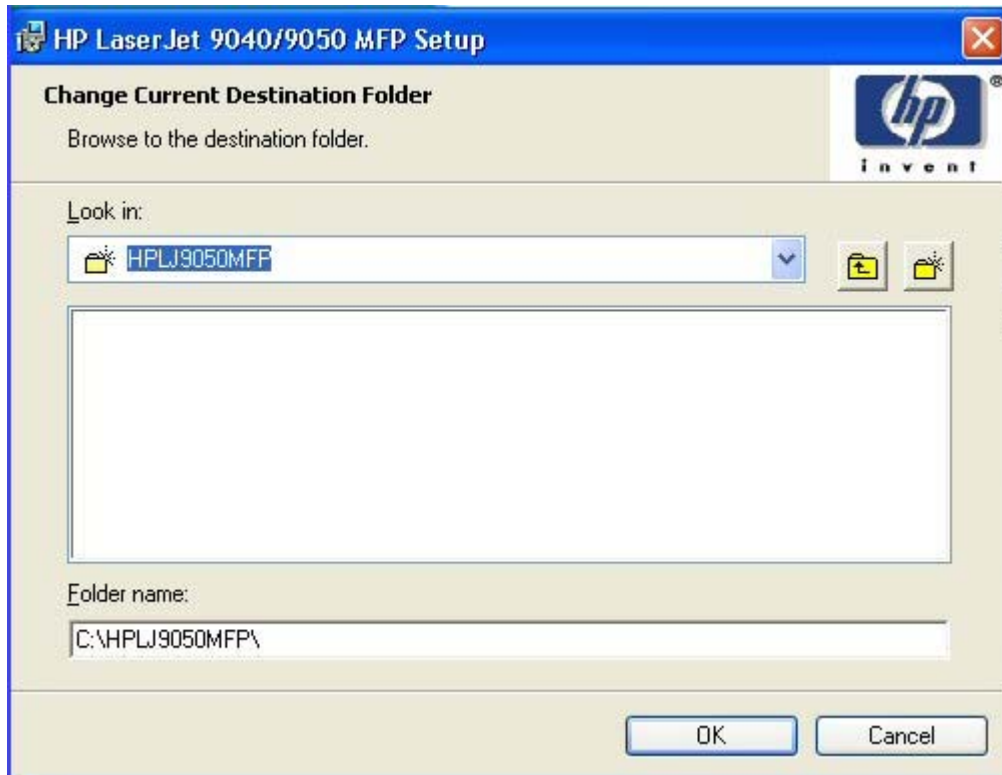 HP LaserJet 9040/9050 MFP Setup
Change Current Destination Folder
Browse to the destination folder.
hp ®
invent
Look in:
HPLJ9050MFP
Folder name:
C:\HPLJ9050MFP\
OK Cancel